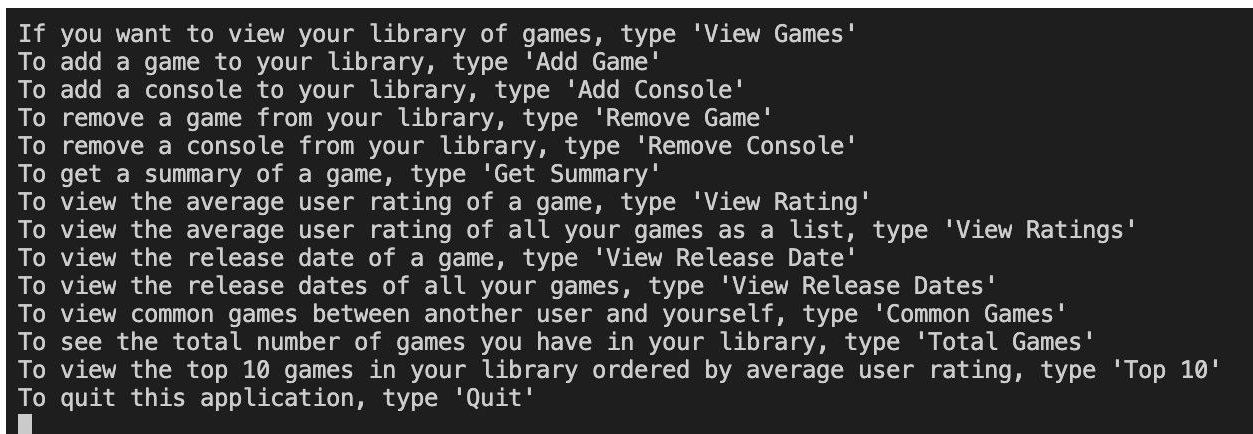 If you want to view your library of games, type 'View Games'
To add a game to your library, type 'Add Game'
To add a console to your library, type 'Add Console'
To remove a game from your library, type 'Remove Game'
To remove a console from your library, type 'Remove Console'
To get a summary of a game, type 'Get Summary'
To view the average user rating of a game, type 'View Rating'
To view the average user rating of all your games as a list, type 'View Ratings'
To view the release date of a game, type 'View Release Date'
To view the release dates of all your games, type 'View Release Dates'
To view common games between another user and yourself, type 'Common Games'
To see the total number of games you have in your library, type 'Total Games'
To view the top 10 games in your library ordered by average user rating, type 'Top 10'
To quit this application, type 'Quit'